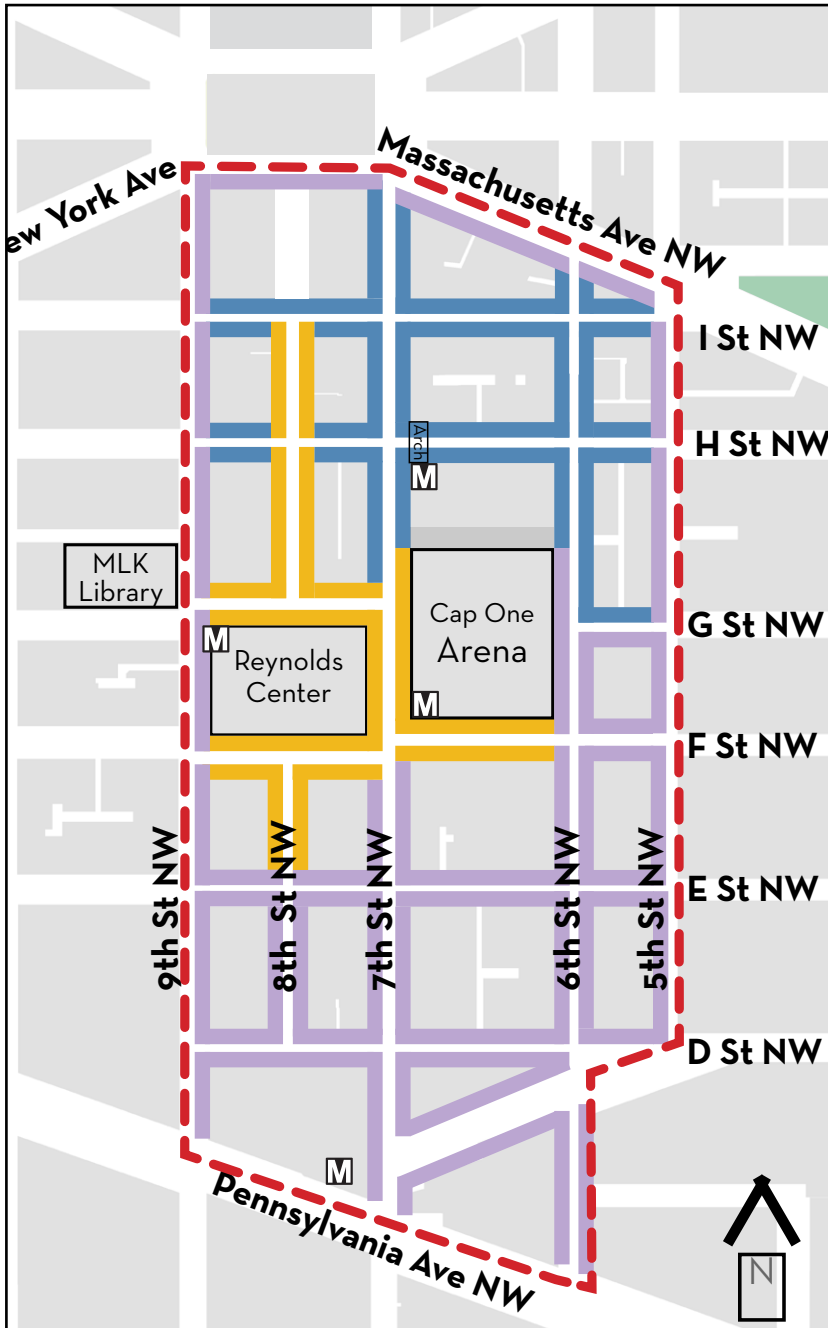 Massachusetts Ave NW
ew York Ave
I St NW
Arch
H St NW
M
MLK
Library
Cap One
Arena
G St NW
M
Reynolds
Center
M
F St NW
9th St NW
8th St NW
7th St NW
6th St NW
5th St NW
E St NW
D St NW
M
Pennsylvania Ave NW
N